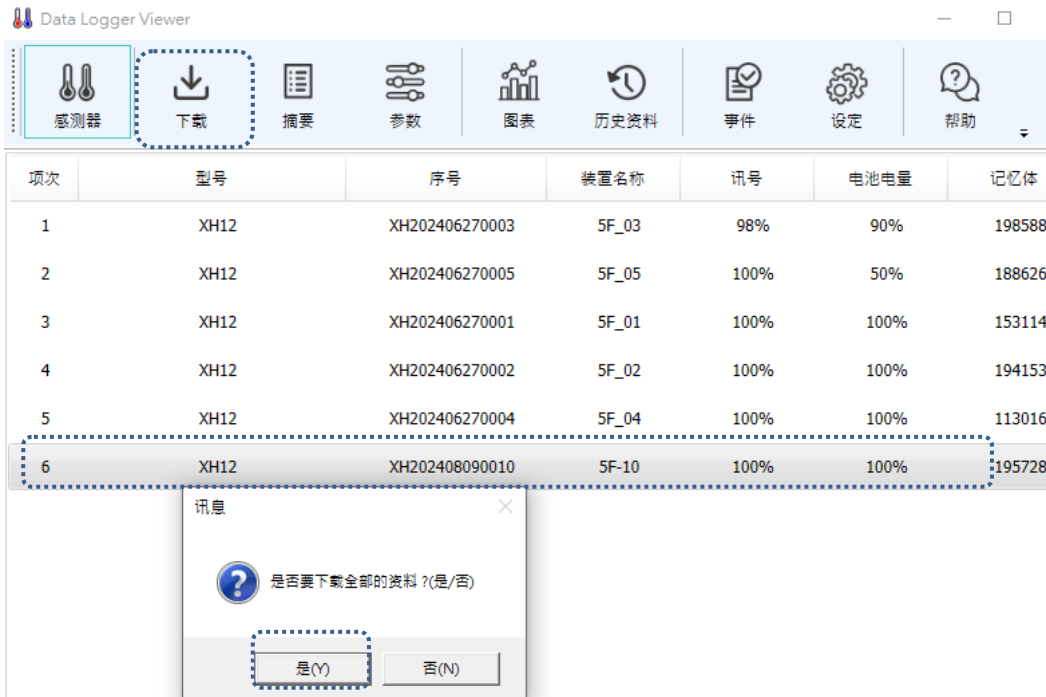 Data Logger Viewer
感测器 下载 摘要 参数 图表 历史资料 事件 设定 帮助
项次 型号 序号 装置名称 讯号 电池电量 记忆体
1 XH12 XH202406270003 5F_03 98% 90% 198588
2 XH12 XH202406270005 5F_05 100% 50% 188626
3 XH12 XH202406270001 5F_01 100% 100% 153114
4 XH12 XH202406270002 5F_02 100% 100% 194153
5 XH12 XH202406270004 5F_04 100% 100% 113016
6 XH12 XH202408090010 5F-10 100% 100% 195728
讯息
是否要下载全部的资料?(是/否)
是(Y) 否(N)